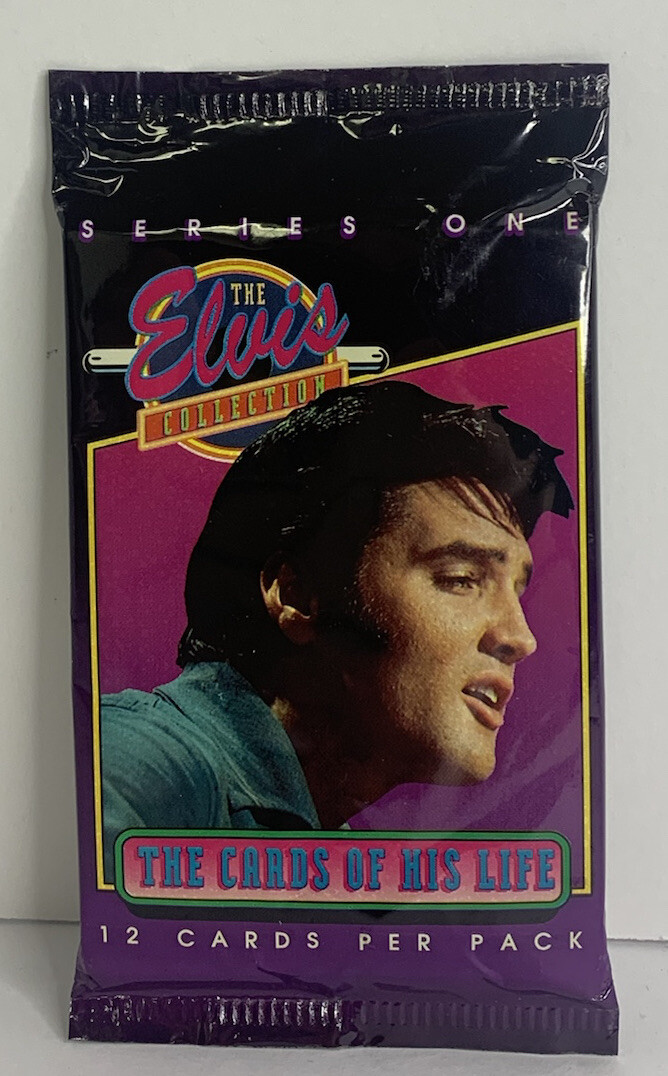 SERIES ONE
THE
Elvis
COLLECTION
THE CARDS OF HIS LIFE
12 CARDS PER PACK